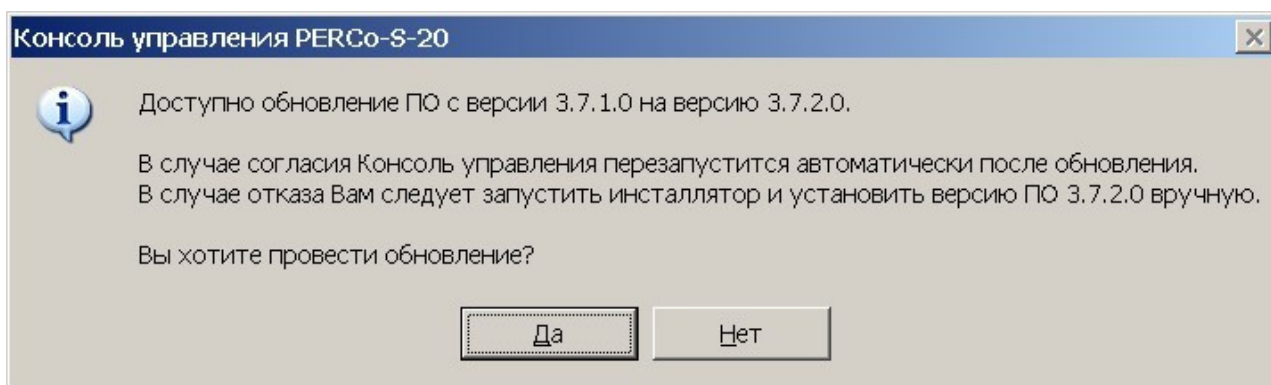 Консоль управления PERCo-S-20
Доступно обновление ПО с версии 3.7.1.0 на версию 3.7.2.0.
В случае согласия Консоль управления перезапустится автоматически после обновления.
В случае отказа Вам следует запустить инсталлятор и установить версию ПО 3.7.2.0 вручную.
Вы хотите провести обновление?
Да
Нет